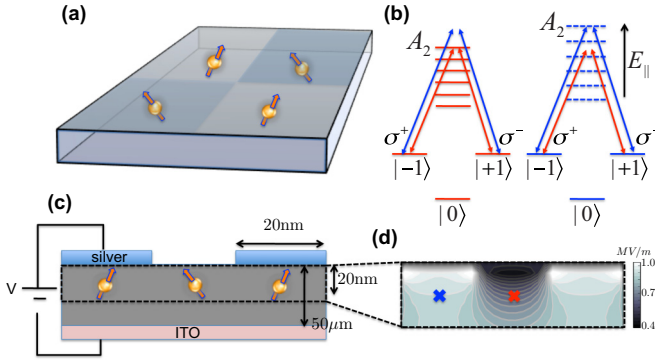 (a)
(b)
A₂
A₂
E∥
σ⁺
σ⁻
σ⁺
σ⁻
|−1⟩
|+1⟩
|−1⟩
|+1⟩
|0⟩
|0⟩
(c)
20nm
(d)
MV/m
silver
1.0
V
20nm
0.7
50μm
0.4
ITO